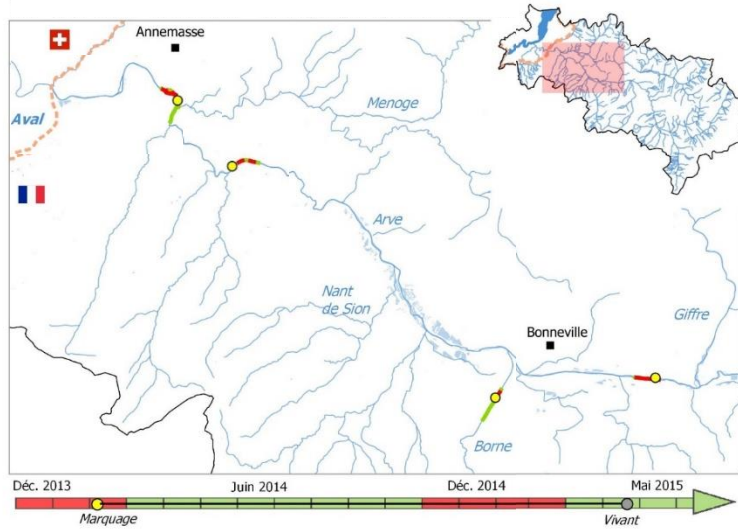 Annemasse
Aval
Menoge
Arve
Nant
de Sion
Giffre
Bonneville
Borne
Déc. 2013
Juin 2014
Déc. 2014
Mai 2015
Marquage
Vivant